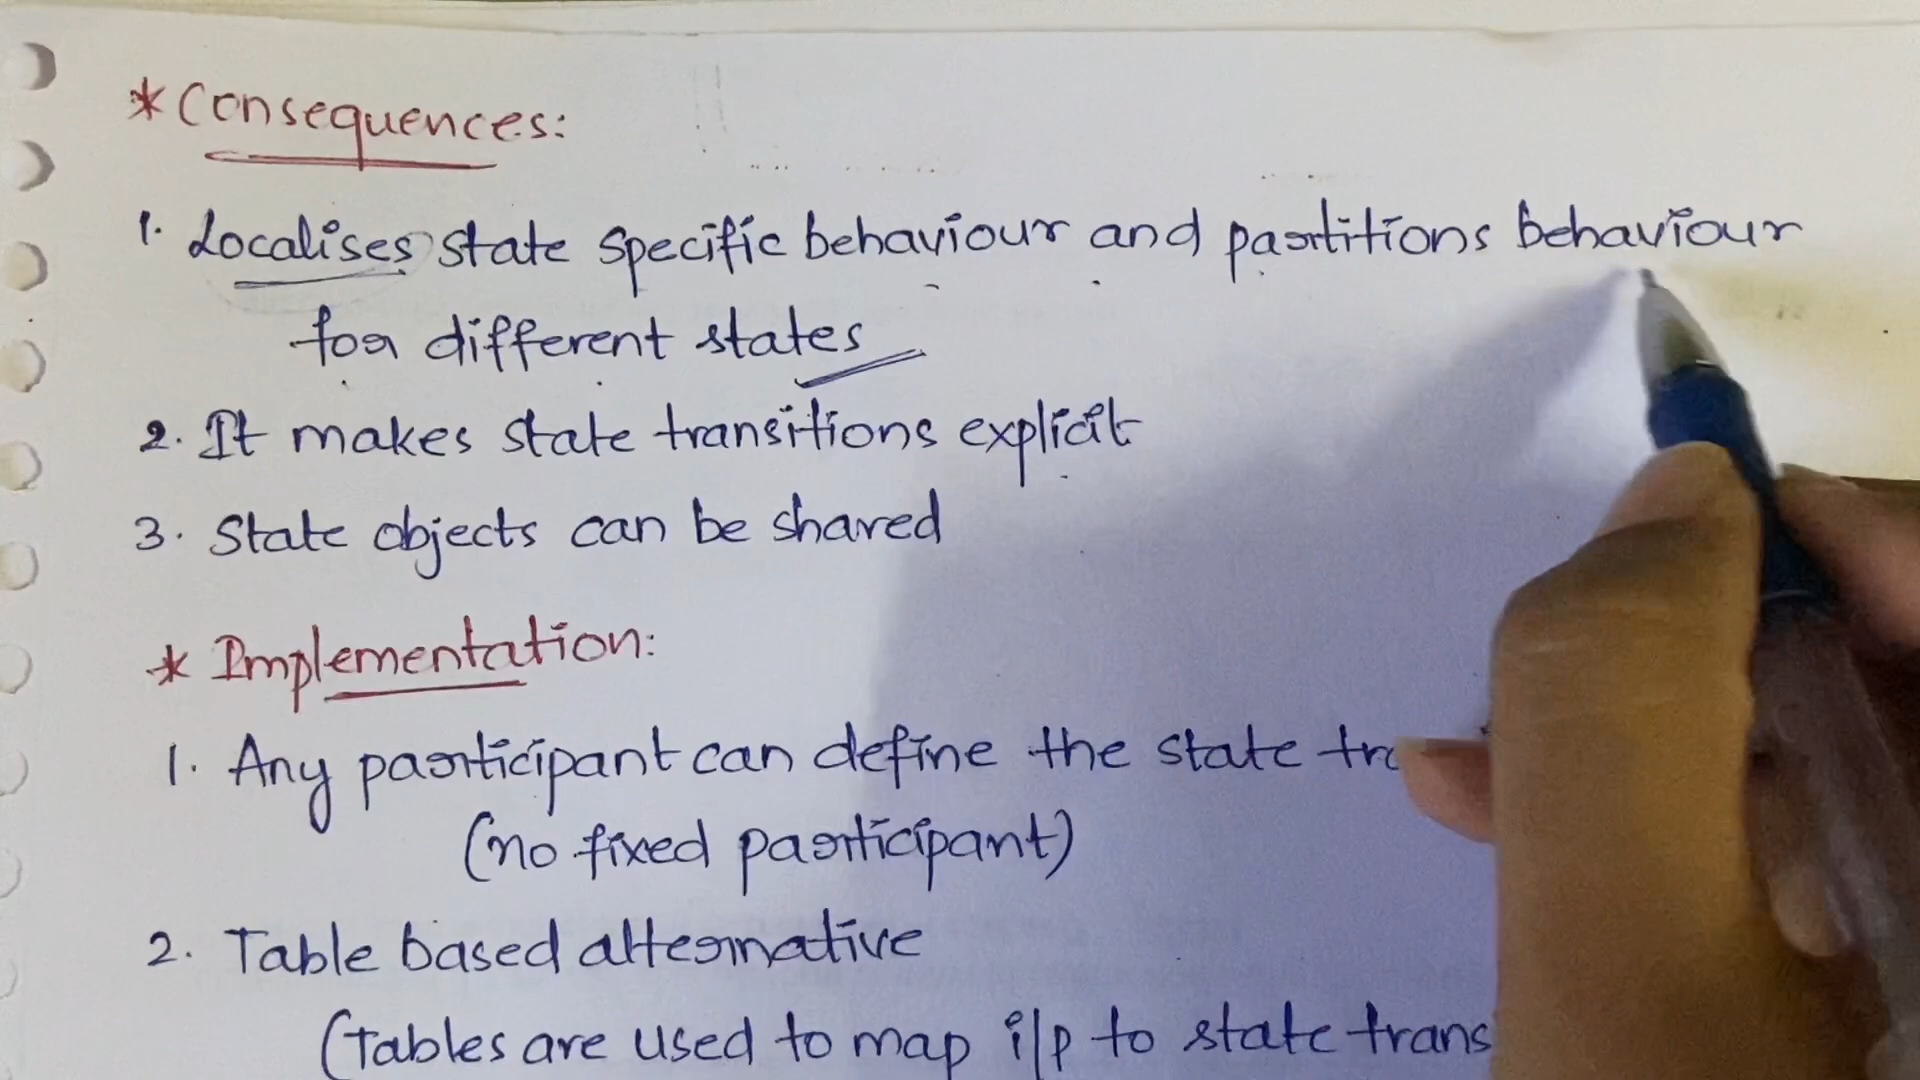 * Consequences:
1. Localises state specific behaviour and partitions behaviour
for different states
2. It makes state transitions explicit
3. State objects can be shared
* Implementation:
1. Any participant can define the state
(no fixed participant)
2. Table based alternative
(Tables are used to map i/p to state